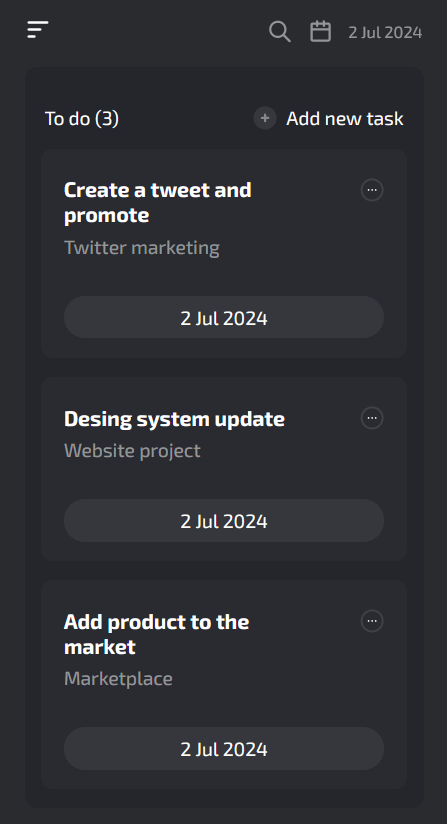 2 Jul 2024
To do (3)
Add new task
Create a tweet and
promote
Twitter marketing
2 Jul 2024
Desing system update
Website project
2 Jul 2024
Add product to the
market
Marketplace
2 Jul 2024